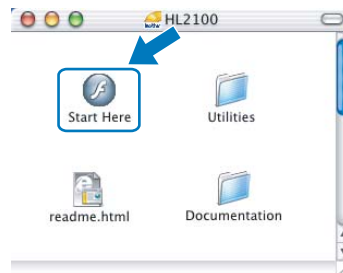 HL2100
Start Here
Utilities
readme.html
Documentation